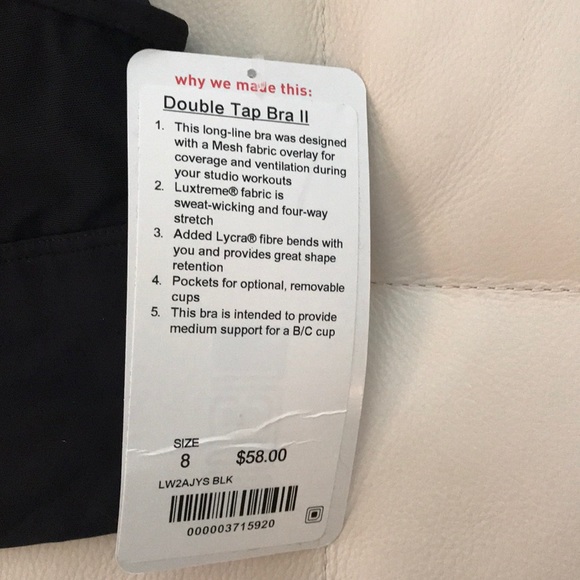 why we made this:
Double Tap Bra II
1. This long-line bra was designed
with a Mesh fabric overlay for
coverage and ventilation during
your studio workouts
2. Luxtreme® fabric is
sweat-wicking and four-way
stretch
3. Added Lycra® fibre bends with
you and provides great shape
retention
4. Pockets for optional, removable
cups
5. This bra is intended to provide
medium support for a B/C cup
SIZE
8 $58.00
LW2AJYS BLK
000003715920